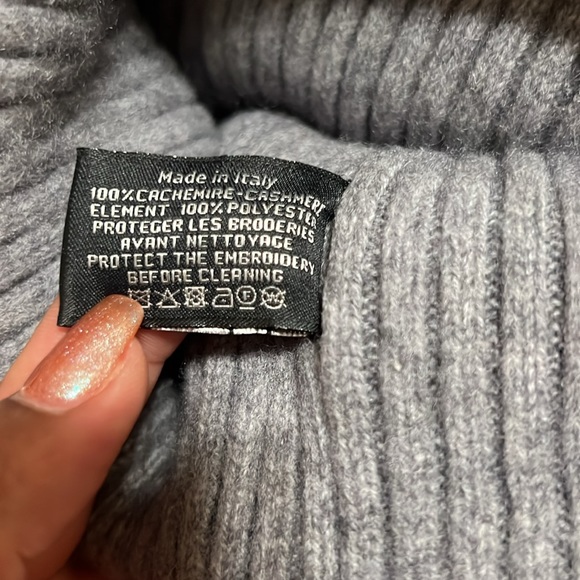 Made in Italy
100%CACHEMIRE-CASHMERE
ELEMENT 100%POLYESTER
PROTEGER LES BRODERIES
AVANT NETTOYAGE
PROTECT THE EMBROIDERY
BEFORE CLEANING